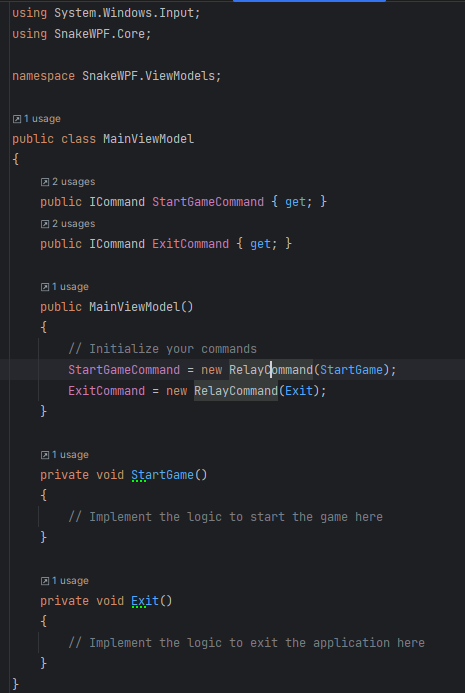 using System.Windows.Input;
using SnakeWPF.Core;
namespace SnakeWPF.ViewModels;
1 usage
public class MainViewModel
{
2 usages
public ICommand StartGameCommand { get; }
2 usages
public ICommand ExitCommand { get; }
1 usage
public MainViewModel()
{
// Initialize your commands
StartGameCommand = new RelayCommand(StartGame);
ExitCommand = new RelayCommand(Exit);
}
1 usage
private void StartGame()
{
// Implement the logic to start the game here
}
1 usage
private void Exit()
{
// Implement the logic to exit the application here
}
}